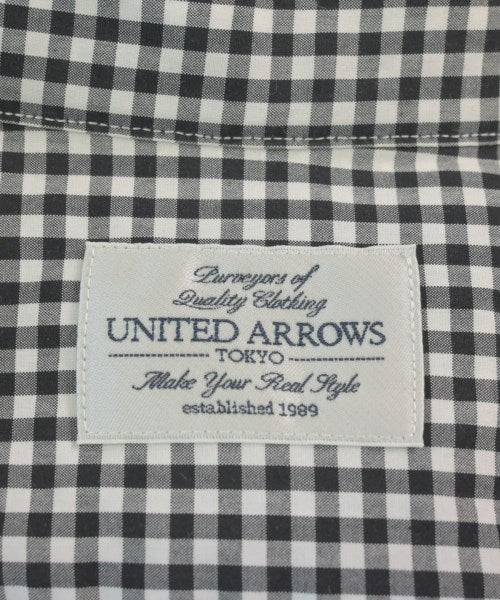 Purveyors of
Quality Clothing
UNITED ARROWS
TOKYO
Make Your Real Style
established 1989